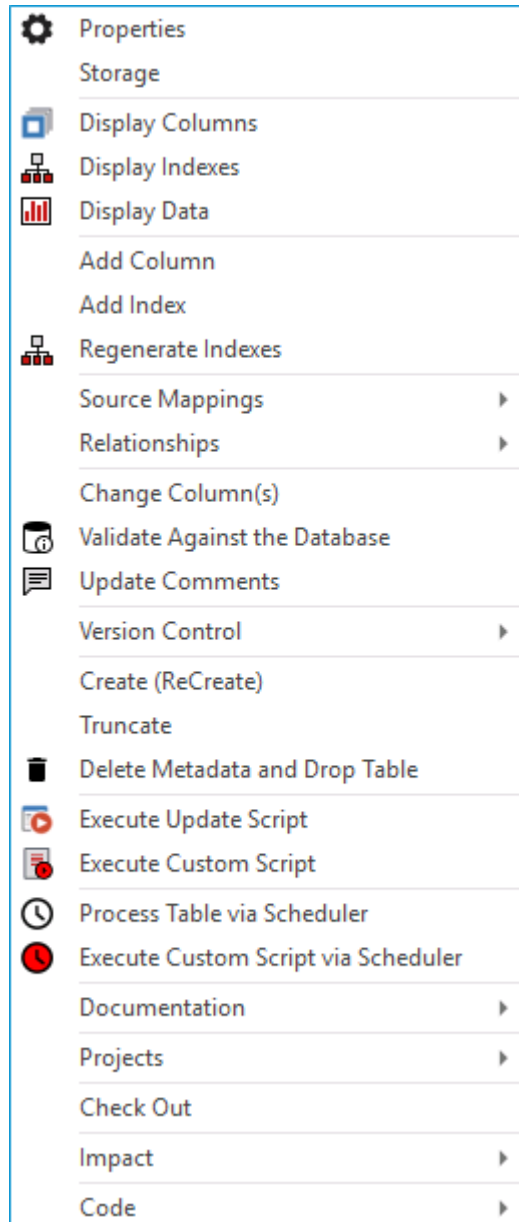 Properties
Storage
Display Columns
Display Indexes
Display Data
Add Column
Add Index
Regenerate Indexes
Source Mappings
Relationships
Change Column(s)
Validate Against the Database
Update Comments
Version Control
Create (ReCreate)
Truncate
Delete Metadata and Drop Table
Execute Update Script
Execute Custom Script
Process Table via Scheduler
Execute Custom Script via Scheduler
Documentation
Projects
Check Out
Impact
Code